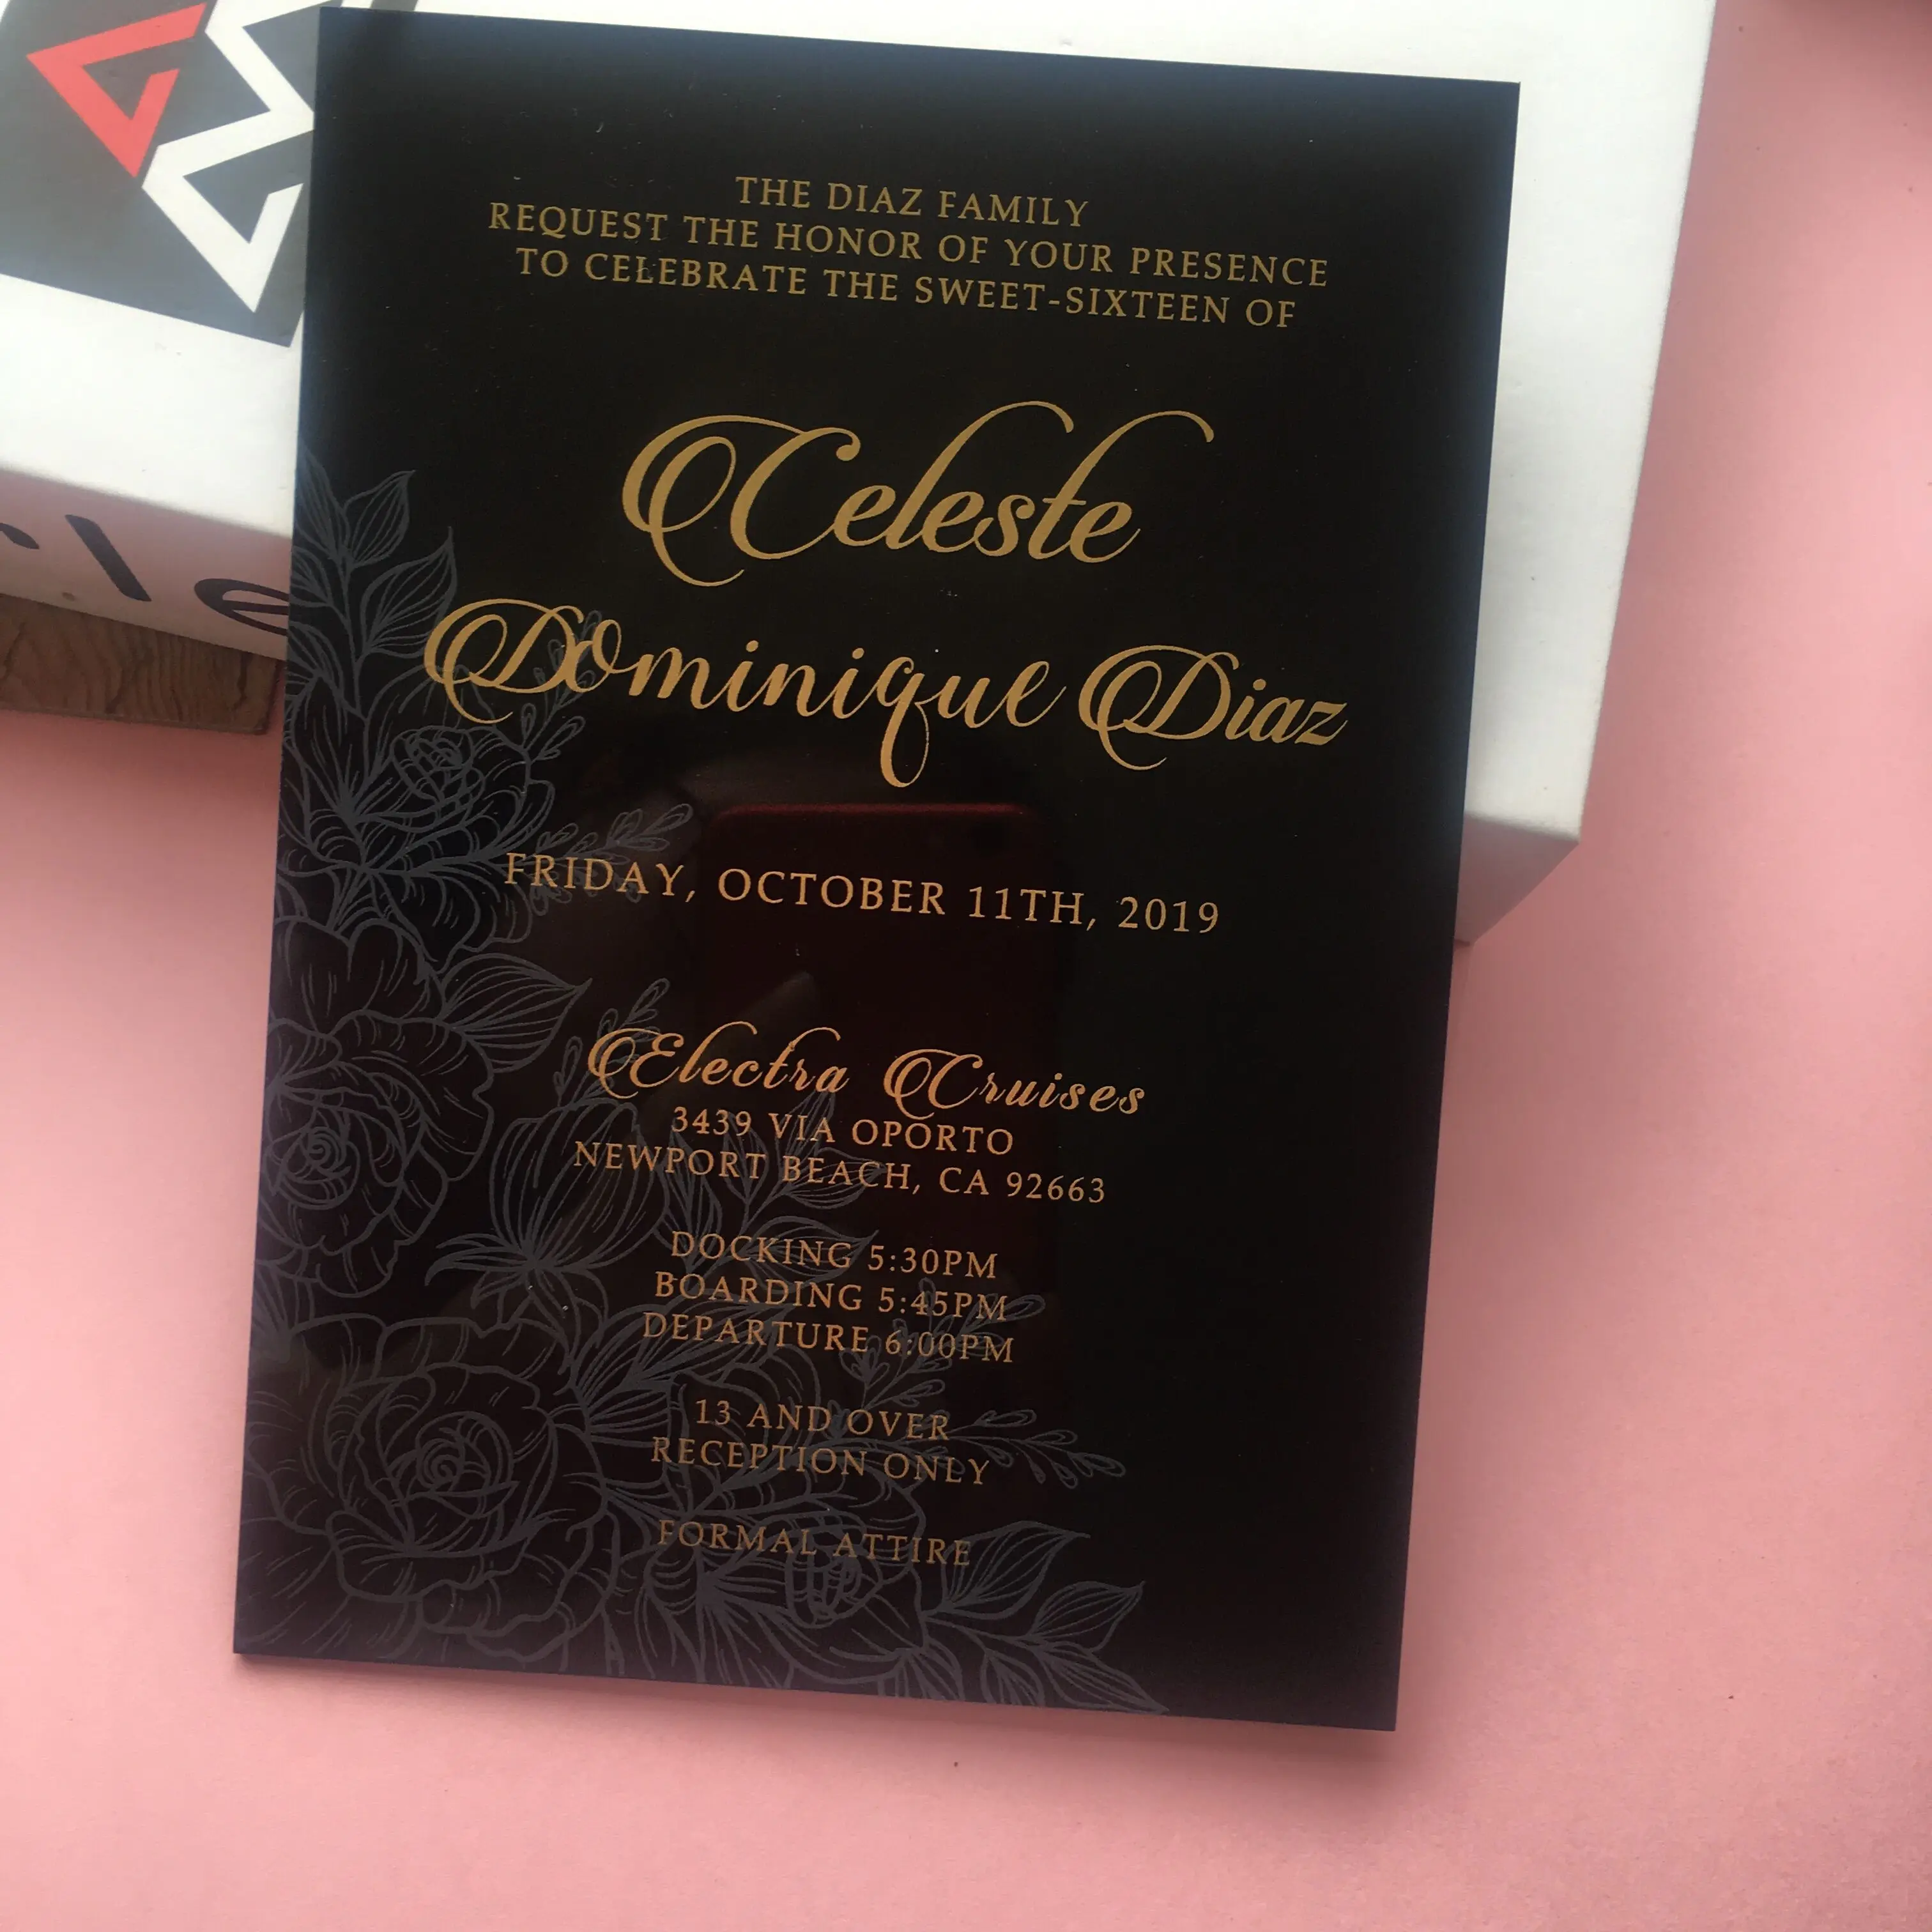 THE DIAZ FAMILY
REQUEST THE HONOR OF YOUR PRESENCE
TO CELEBRATE THE SWEET-SIXTEEN OF
Celeste
Dominique Diaz
FRIDAY, OCTOBER 11TH, 2019
Electra Cruises
3439 VIA OPORTO
NEWPORT BEACH, CA 92663
DOCKING 5:30PM
BOARDING 5:45PM
DEPARTURE 6:00PM
13 AND OVER
RECEPTION ONLY
FORMAL ATTIRE